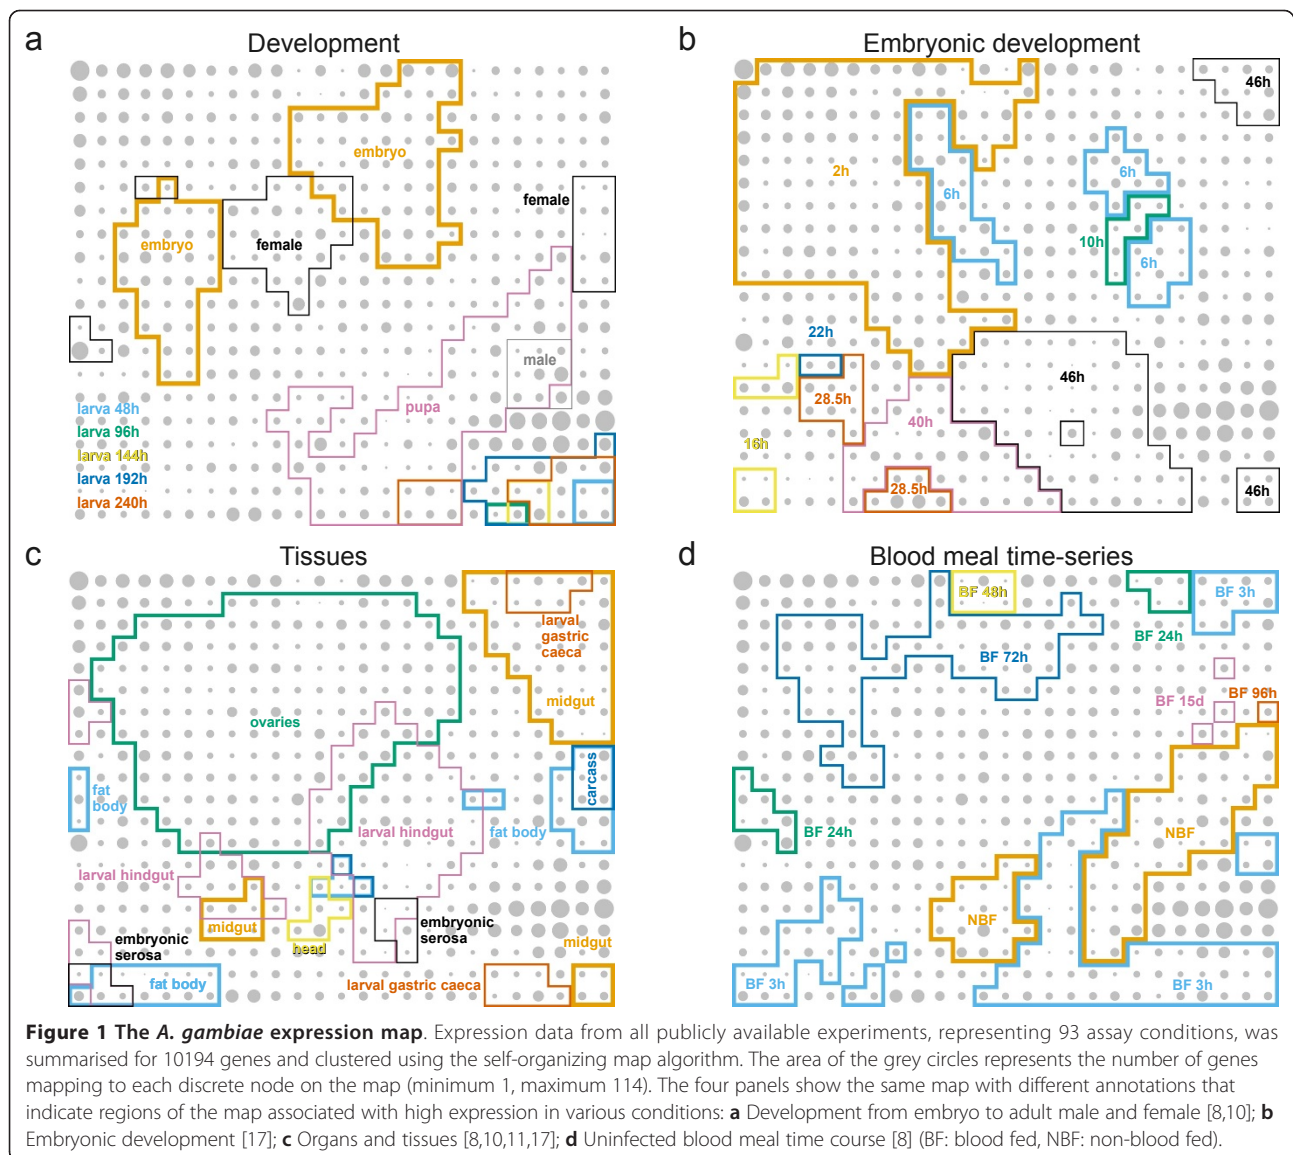 a
Development
embryo
embryo
female
female
male
pupa
larva 48h
larva 96h
larva 144h
larva 192h
larva 240h
b
Embryonic development
46h
2h
6h
6h
10h
6h
22h
46h
28.5h
40h
16h
28.5h
46h
c
Tissues
larval
gastric
caeca
midgut
ovaries
carcass
fat
body
larval hindgut
fat body
larval hindgut
midgut
head
embryonic
serosa
embryonic
serosa
midgut
fat body
larval gastric caeca
d
Blood meal time-series
BF 48h
BF 3h
BF 24h
BF 72h
BF 15d
BF 96h
BF 24h
NBF
NBF
BF 3h
BF 3h
Figure 1 The A. gambiae expression map. Expression data from all publicly available experiments, representing 93 assay conditions, was
summarised for 10194 genes and clustered using the self-organizing map algorithm. The area of the grey circles represents the number of genes
mapping to each discrete node on the map (minimum 1, maximum 114). The four panels show the same map with different annotations that
indicate regions of the map associated with high expression in various conditions: a Development from embryo to adult male and female [8,10]; b
Embryonic development [17]; c Organs and tissues [8,10,11,17]; d Uninfected blood meal time course [8] (BF: blood fed, NBF: non-blood fed).